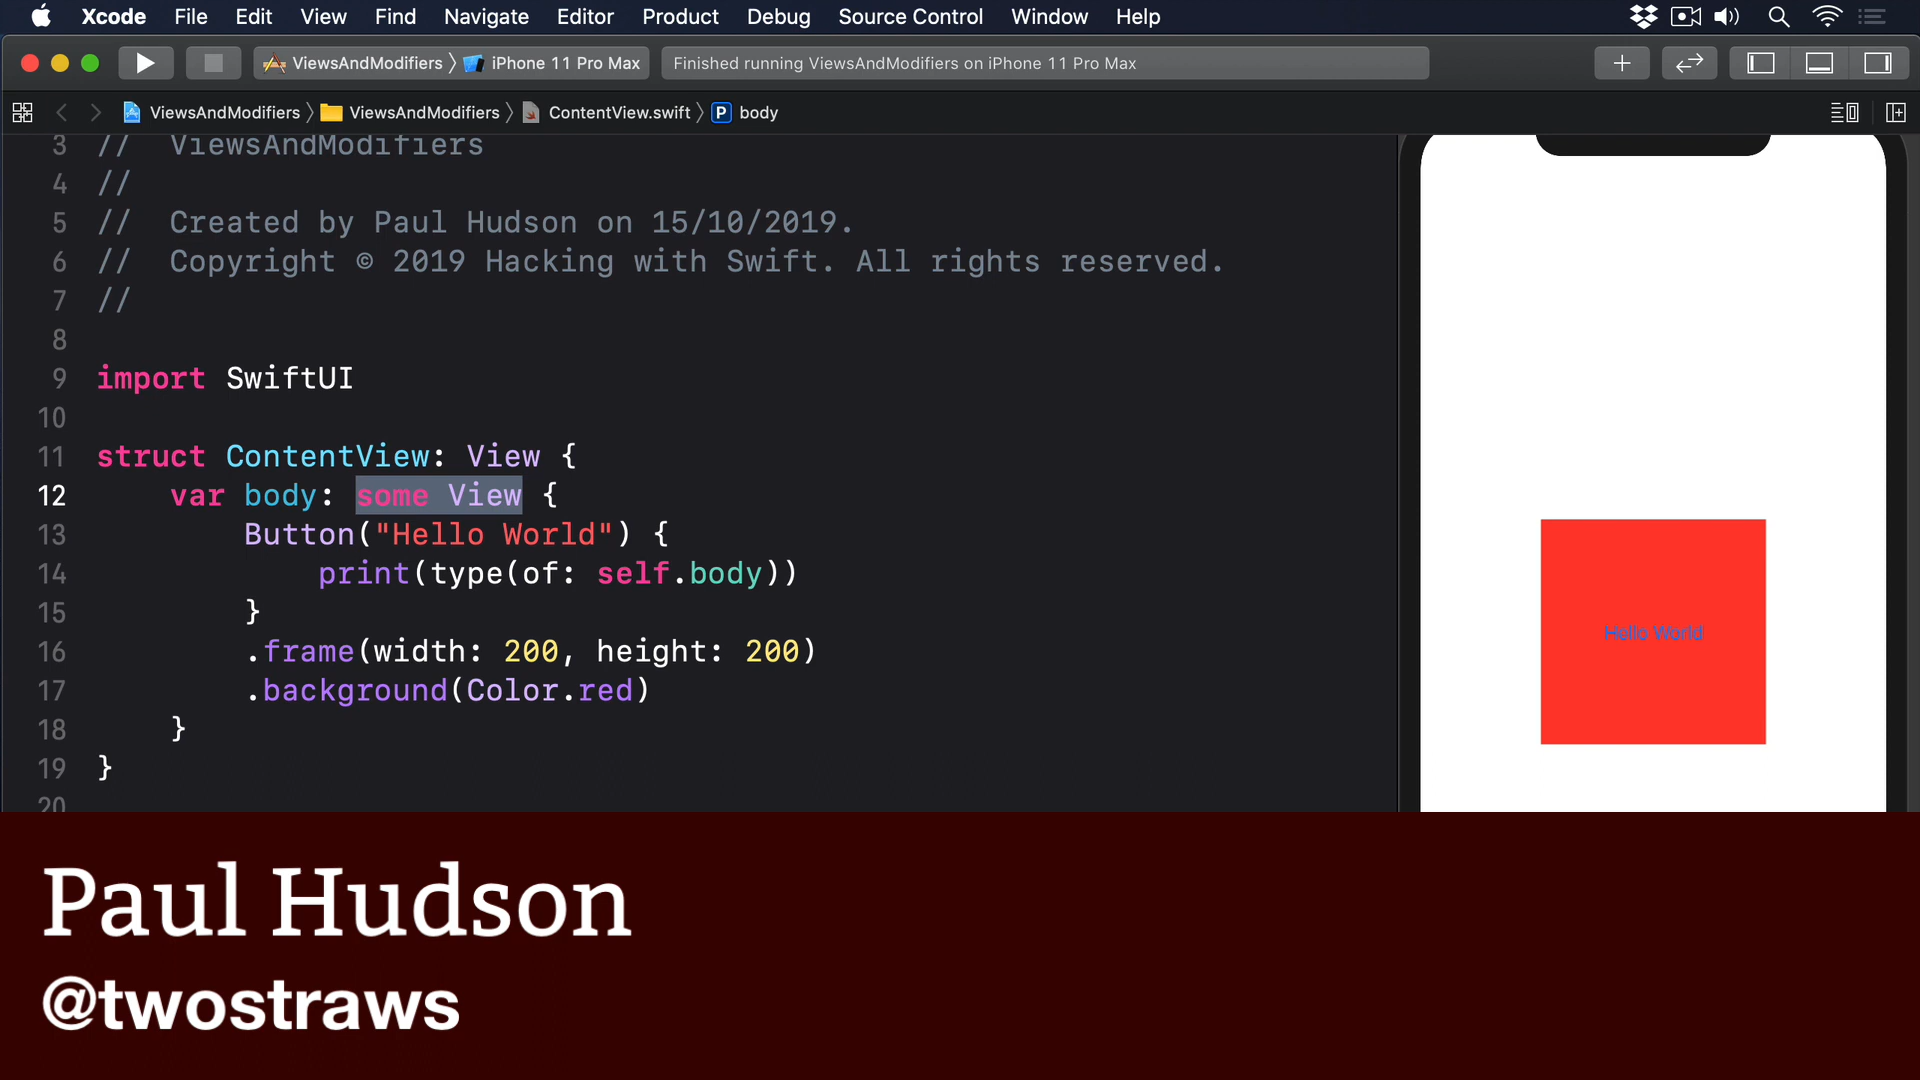 Xcode File Edit View Find Navigate Editor Product Debug Source Control Window Help
ViewsAndModifiers iPhone 11 Pro Max Finished running ViewsAndModifiers on iPhone 11 Pro Max
ViewsAndModifiers ViewsAndModifiers ContentView.swift P body
3 // ViewsAndModifiers
4 //
5 // Created by Paul Hudson on 15/10/2019.
6 // Copyright © 2019 Hacking with Swift. All rights reserved.
7 //
8
9 import SwiftUI
10
11 struct ContentView: View {
12 var body: some View {
13 Button("Hello World") {
14 print(type(of: self.body))
15 }
16 .frame(width: 200, height: 200)
17 .background(Color.red)
18 }
19 }
20
Hello World
Paul Hudson
@twostraws